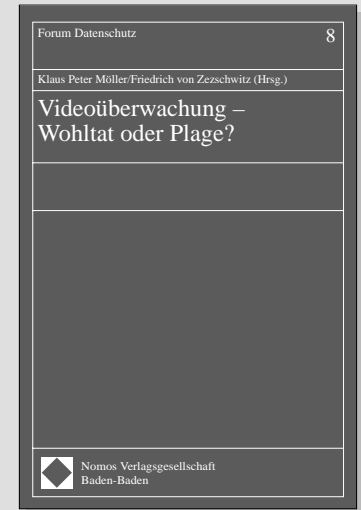 Forum Datenschutz 8
Klaus Peter Möller/Friedrich von Zezschwitz (Hrsg.)
Videoüberwachung –
Wohltat oder Plage?
Nomos Verlagsgesellschaft
Baden-Baden